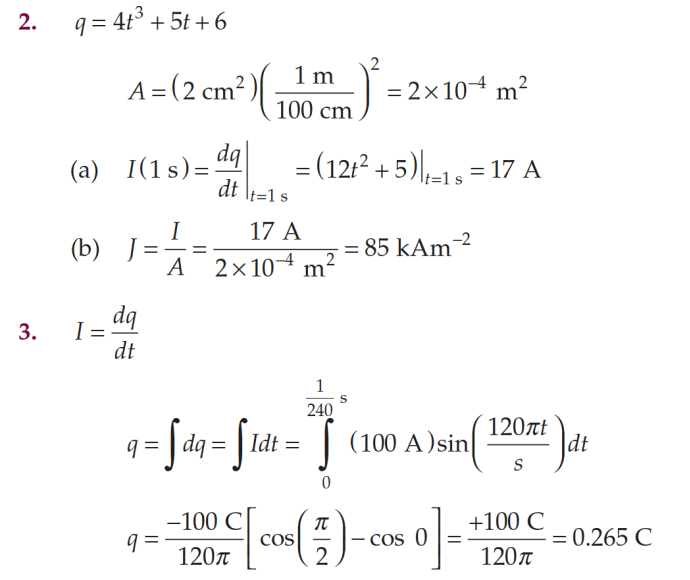 2. q = 4t³ + 5t + 6
A = (2 cm²)(1 m / 100 cm)² = 2×10⁻⁴ m²
(a) I(1 s) = dq/dt |ₜ₌₁ ₛ = (12t² + 5)|ₜ₌₁ ₛ = 17 A
(b) J = I/A = 17 A / 2×10⁻⁴ m² = 85 kAm⁻²
3. I = dq/dt
q = ∫dq = ∫Idt = ∫₀^(1/240 s) (100 A)sin(120πt/s)dt
q = −100 C/120π [cos(π/2) − cos 0] = +100 C/120π = 0.265 C